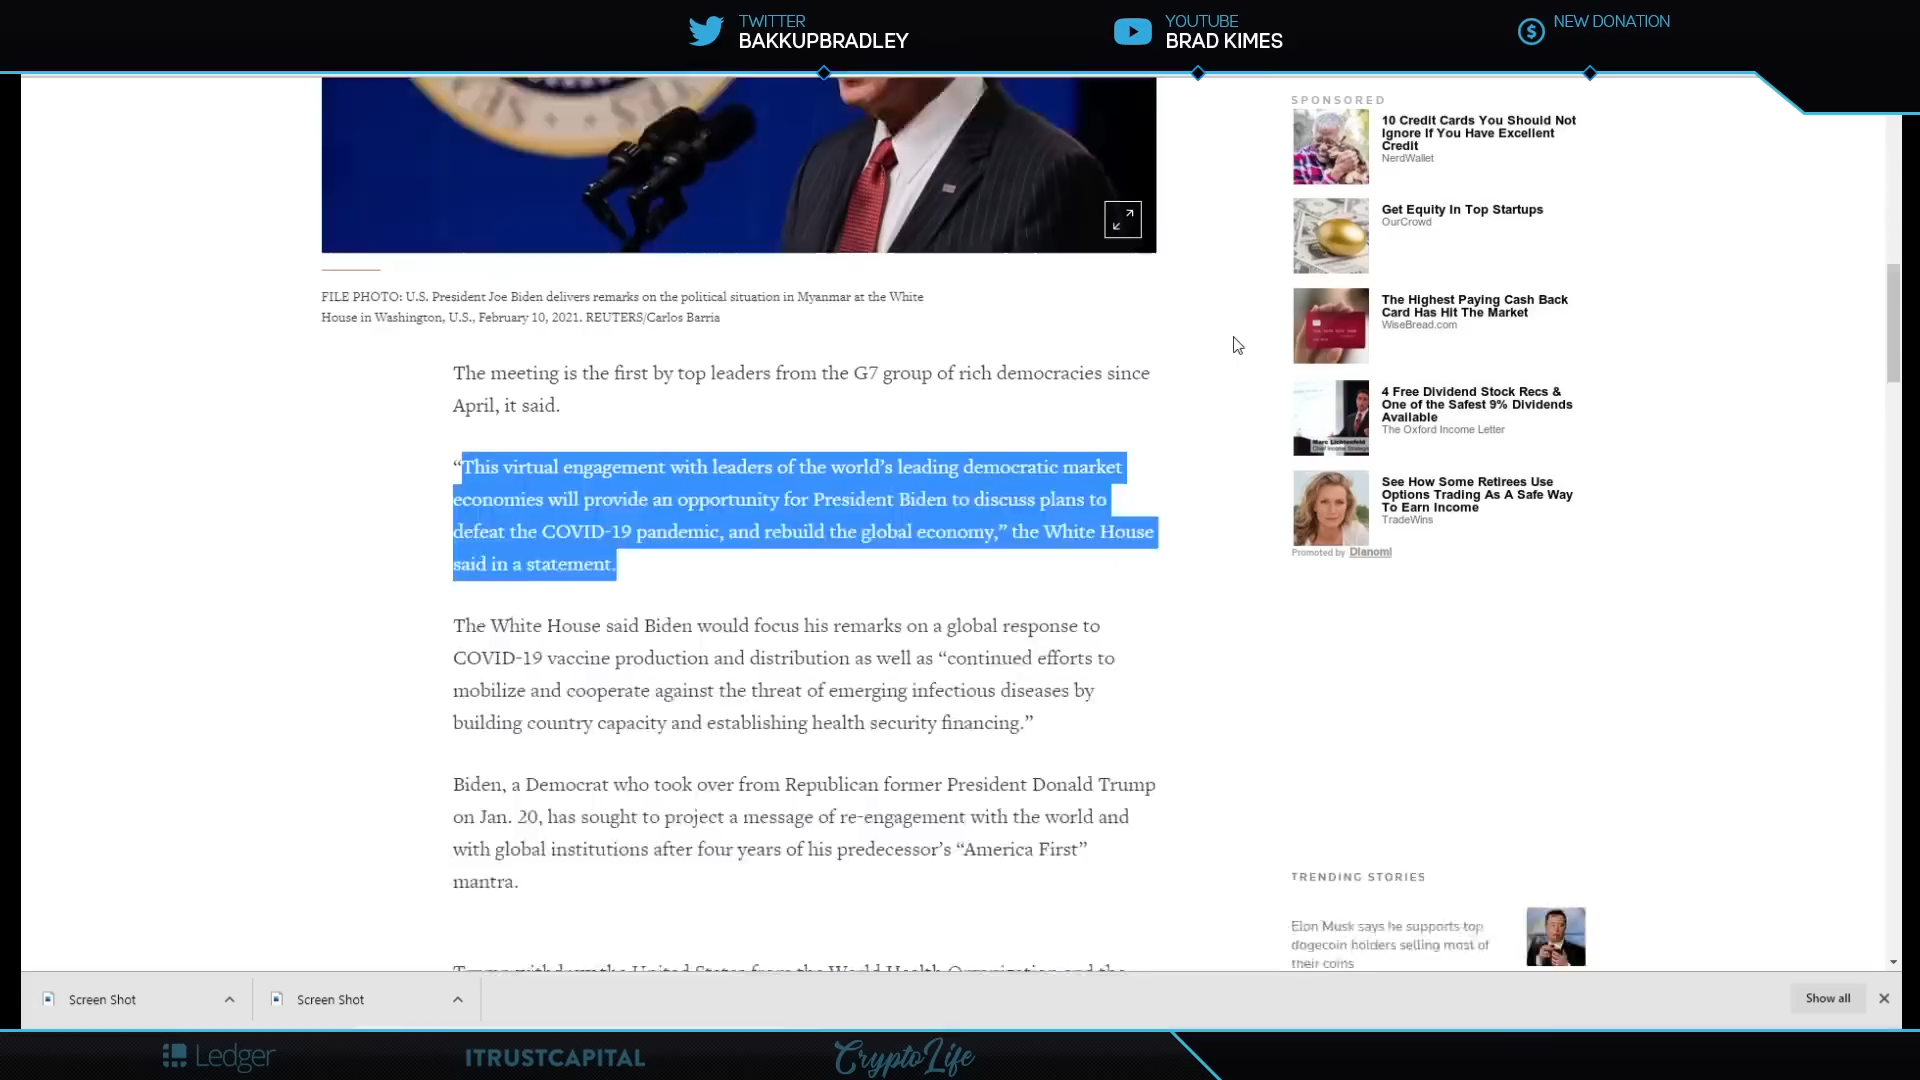 TWITTER
BAKKUPBRADLEY
YOUTUBE
BRAD KIMES
NEW DONATION
SPONSORED
10 Credit Cards You Should Not
Ignore If You Have Excellent
Credit
NerdWallet
Get Equity In Top Startups
OurCrowd
The Highest Paying Cash Back
Card Has Hit The Market
WiseBread.com
4 Free Dividend Stock Recs &
One of the Safest 9% Dividends
Available
The Oxford Income Letter
See How Some Retirees Use
Options Trading As A Safe Way
To Earn Income
TradeWins
Promoted by Dianomi
FILE PHOTO: U.S. President Joe Biden delivers remarks on the political situation in Myanmar at the White
House in Washington, U.S., February 10, 2021. REUTERS/Carlos Barria
The meeting is the first by top leaders from the G7 group of rich democracies since
April, it said.
“This virtual engagement with leaders of the world’s leading democratic market
economies will provide an opportunity for President Biden to discuss plans to
defeat the COVID-19 pandemic, and rebuild the global economy,” the White House
said in a statement.
The White House said Biden would focus his remarks on a global response to
COVID-19 vaccine production and distribution as well as “continued efforts to
mobilize and cooperate against the threat of emerging infectious diseases by
building country capacity and establishing health security financing.”
Biden, a Democrat who took over from Republican former President Donald Trump
on Jan. 20, has sought to project a message of re-engagement with the world and
with global institutions after four years of his predecessor’s “America First”
mantra.
TRENDING STORIES
Elon Musk says he supports top
dogecoin holders selling most of
their coins
Screen Shot
Screen Shot
Show all
Ledger
ITRUSTCAPITAL
CryptoLife